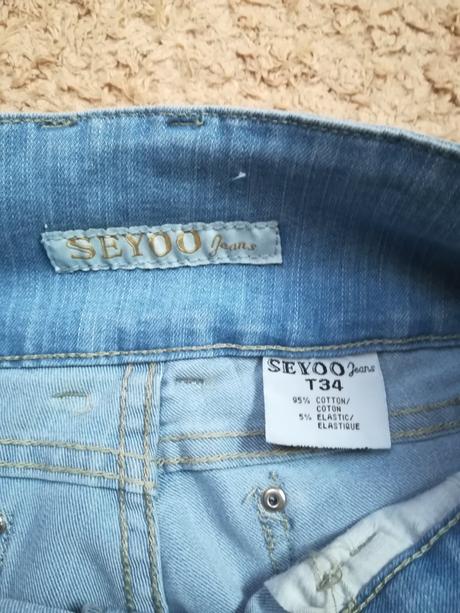 SEYOO Jeans
SEYOO Jeans
T34
95% COTTON/
COTON
5% ELASTIC/
ELASTIQUE